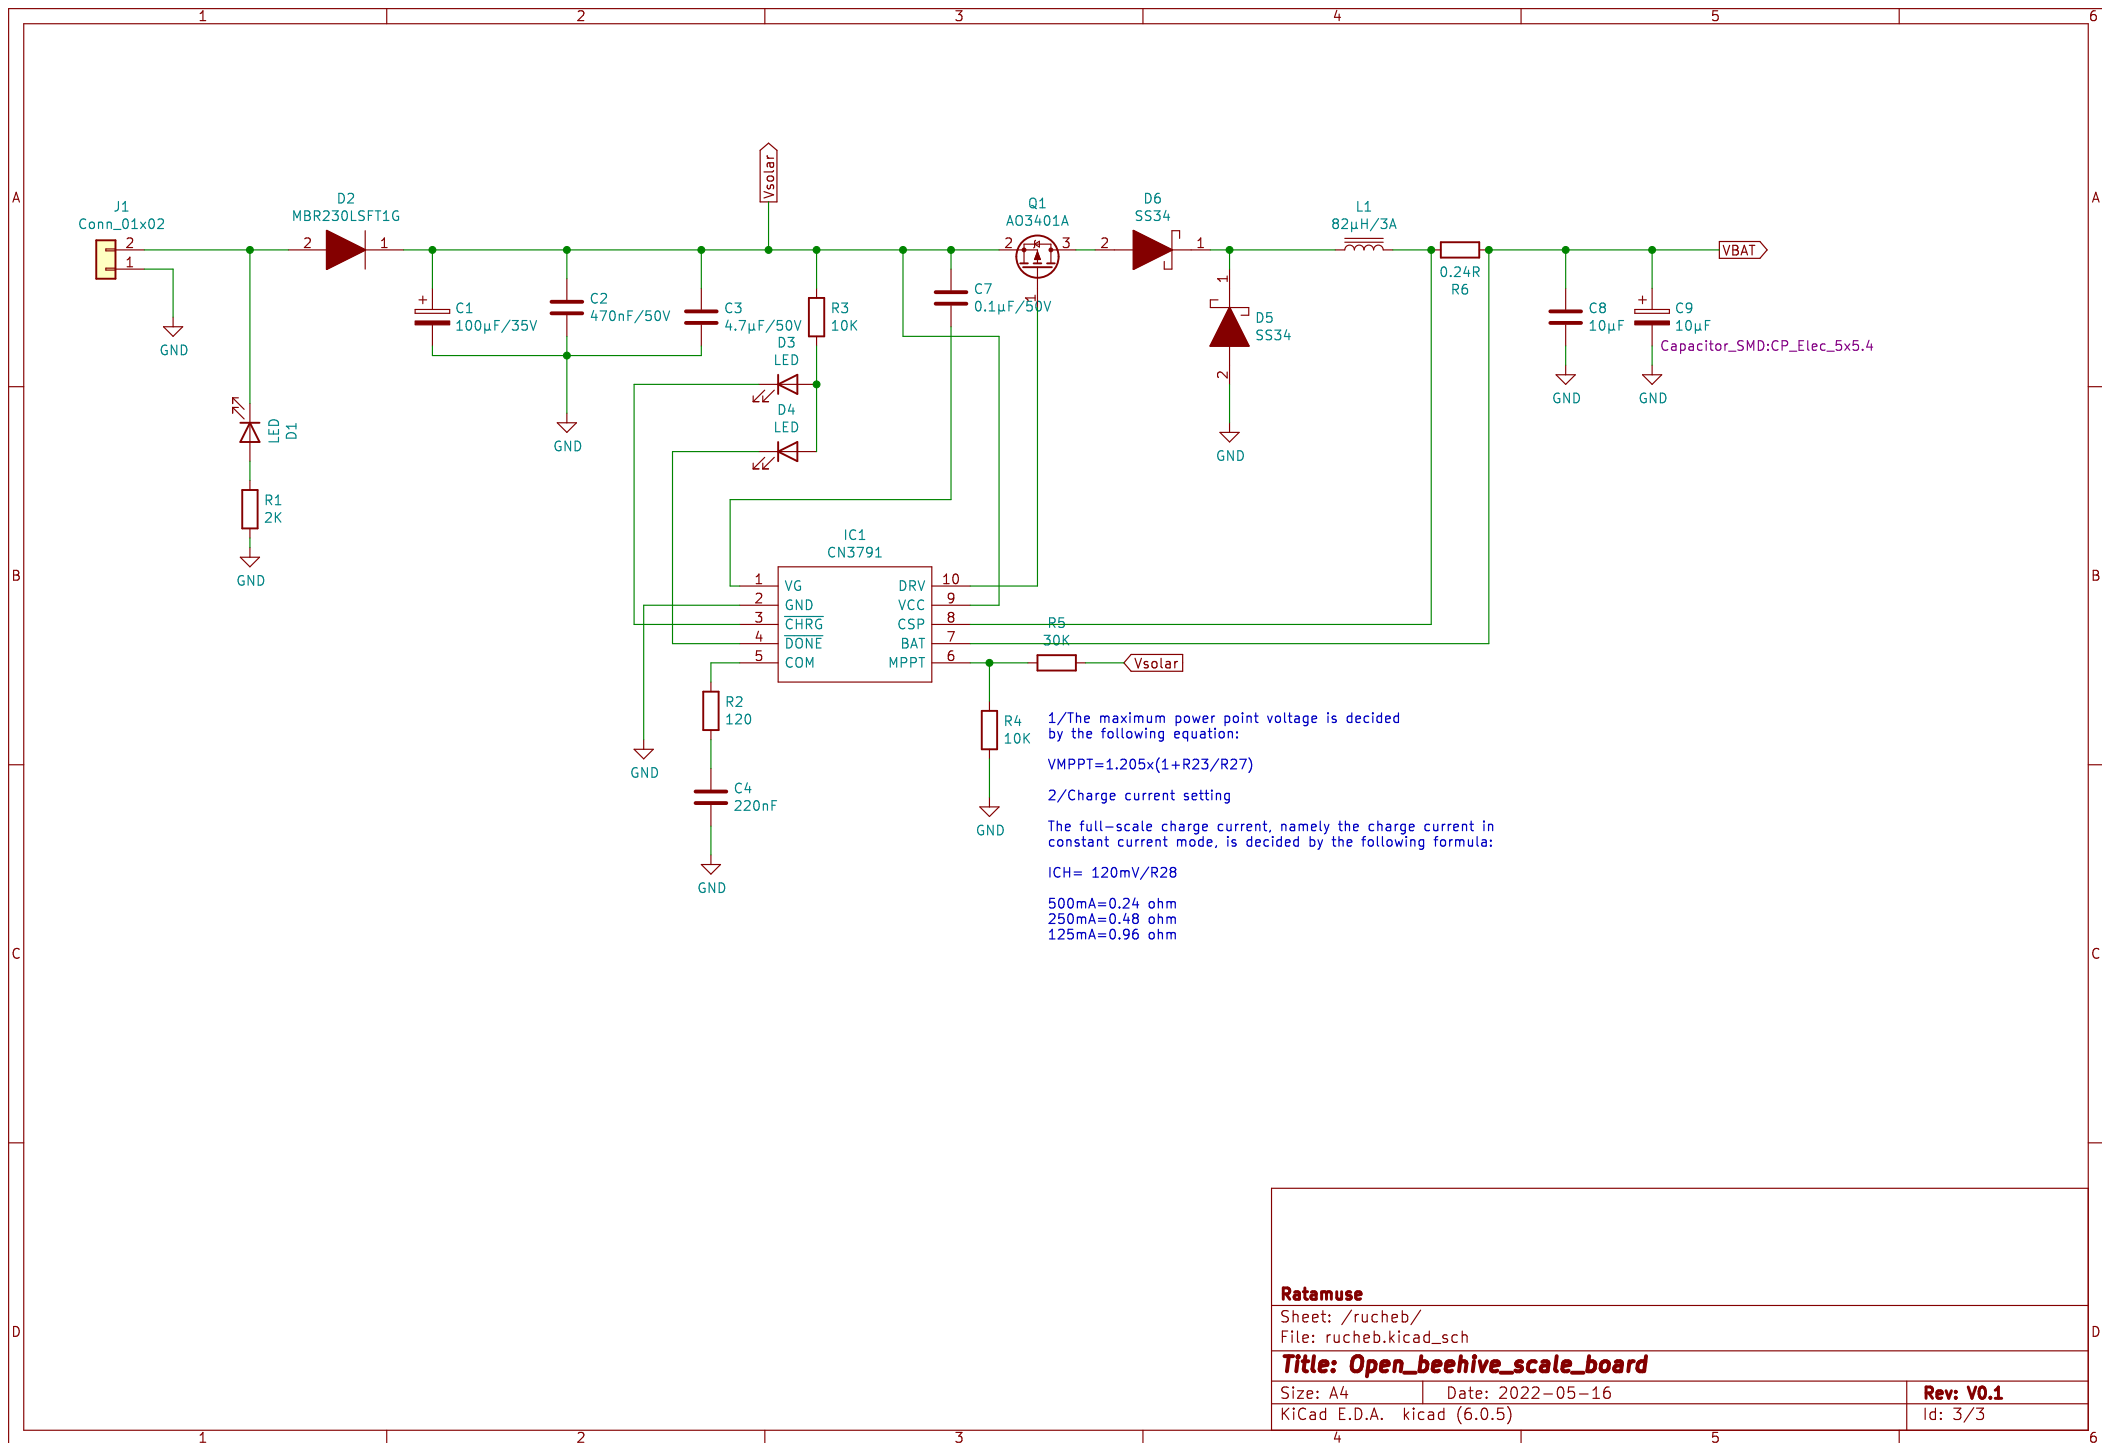 1 2 3 4 5 6
A
A
B
B
C
C
D
D
Vsolar
J1
Conn_01x02
2
1
GND
D2
MBR230LSFT1G
2
1
LED
D1
R1
2K
GND
+
C1
100µF/35V
C2
470nF/50V
C3
4.7µF/50V
GND
R3
10K
D3
LED
D4
LED
C7
0.1µF/50V
Q1
AO3401A
2
3
1
D6
SS34
2
1
1
D5
SS34
2
GND
L1
82µH/3A
0.24R
R6
C8
10µF
GND
+
C9
10µF
Capacitor_SMD:CP_Elec_5x5.4
GND
VBAT
IC1
CN3791
1 VG
2 GND
3 CHRG
4 DONE
5 COM
DRV 10
VCC 9
CSP 8
BAT 7
MPPT 6
R5
30K
Vsolar
GND
R2
120
C4
220nF
GND
R4
10K
GND
1/The maximum power point voltage is decided
by the following equation:
VMPPT=1.205x(1+R23/R27)
2/Charge current setting
The full-scale charge current, namely the charge current in
constant current mode, is decided by the following formula:
ICH= 120mV/R28
500mA=0.24 ohm
250mA=0.48 ohm
125mA=0.96 ohm
Ratamuse
Sheet: /rucheb/
File: rucheb.kicad_sch
Title: Open_beehive_scale_board
Size: A4 Date: 2022-05-16 Rev: V0.1
KiCad E.D.A. kicad (6.0.5) Id: 3/3
1 2 3 4 5 6